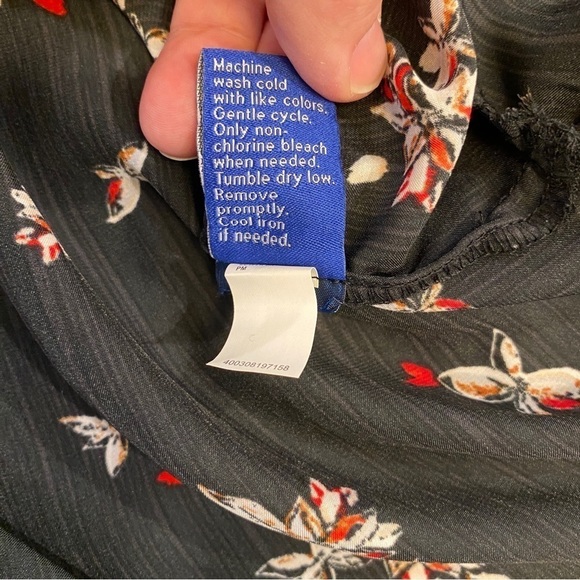 Machine
wash cold
with like colors.
Gentle cycle.
Only non-
chlorine bleach
when needed.
Tumble dry low.
Remove
promptly.
Cool iron
if needed.
PM
400308197158